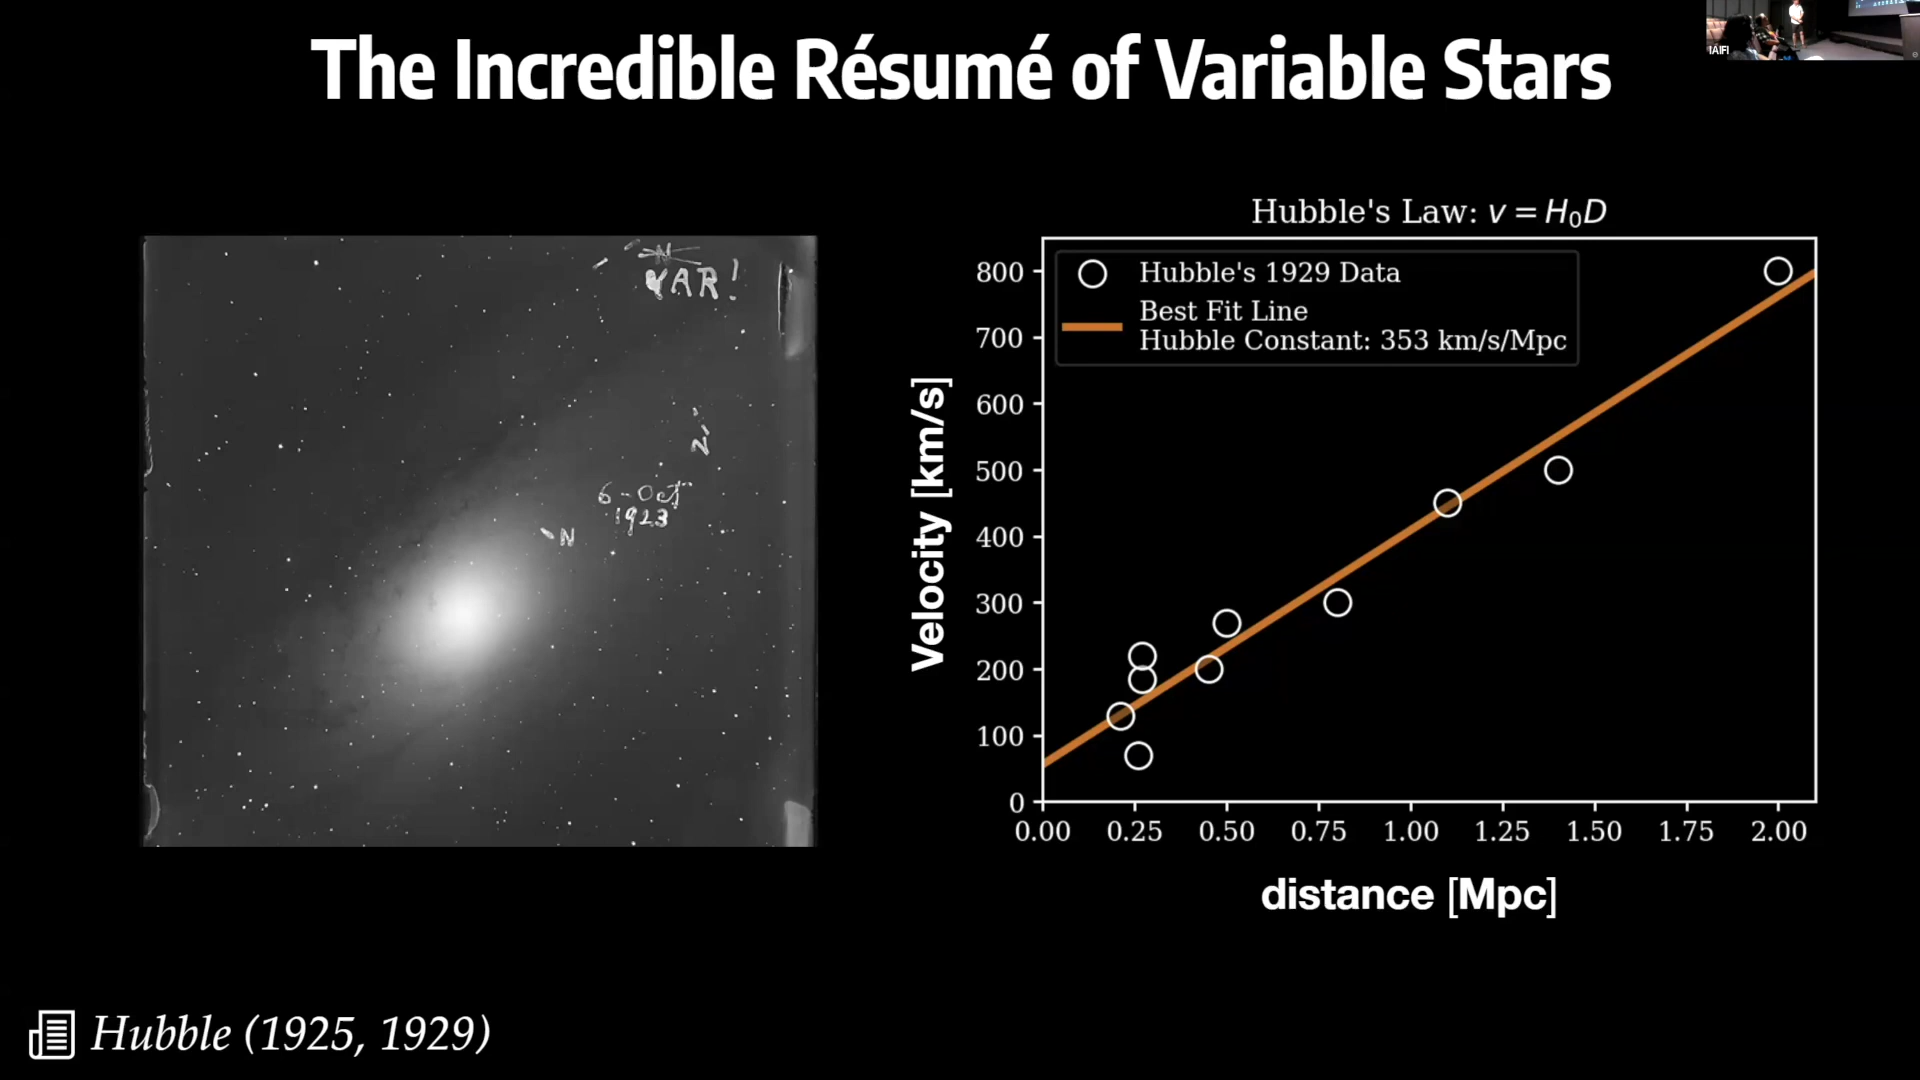 The Incredible Résumé of Variable Stars
IAIFI
N
VAR!
N
6-Oct
1923
N
Hubble's Law: v = H₀D
Hubble's 1929 Data
Best Fit Line
Hubble Constant: 353 km/s/Mpc
Velocity [km/s]
800
700
600
500
400
300
200
100
0
0.00 0.25 0.50 0.75 1.00 1.25 1.50 1.75 2.00
distance [Mpc]
Hubble (1925, 1929)